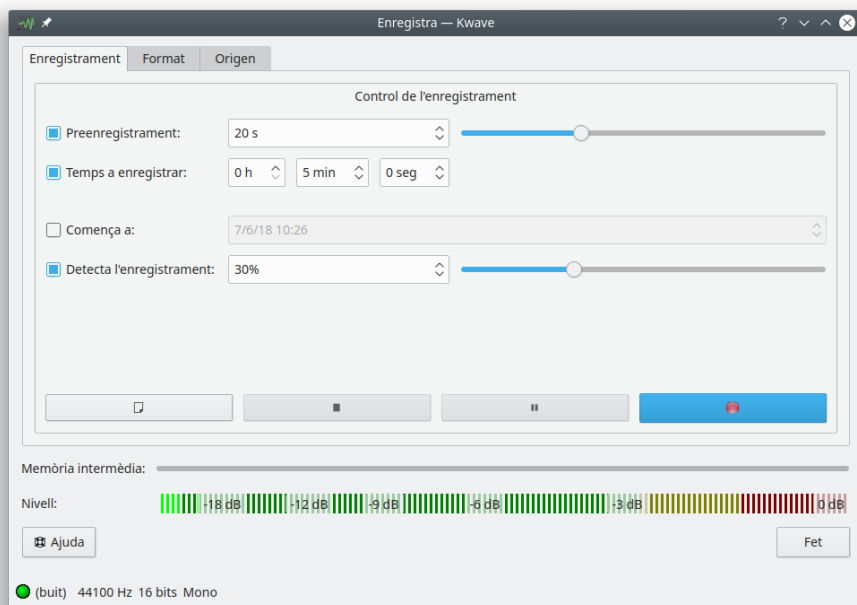 Enregistra — Kwave
Enregistrament Format Origen
Control de l'enregistrament
Preenregistrament: 20 s
Temps a enregistrar: 0 h 5 min 0 seg
Comença a: 7/6/18 10:26
Detecta l'enregistrament: 30%
Memòria intermèdia:
Nivell: -18 dB -12 dB -9 dB -6 dB -3 dB 0 dB
Ajuda Fet
(buit) 44100 Hz 16 bits Mono